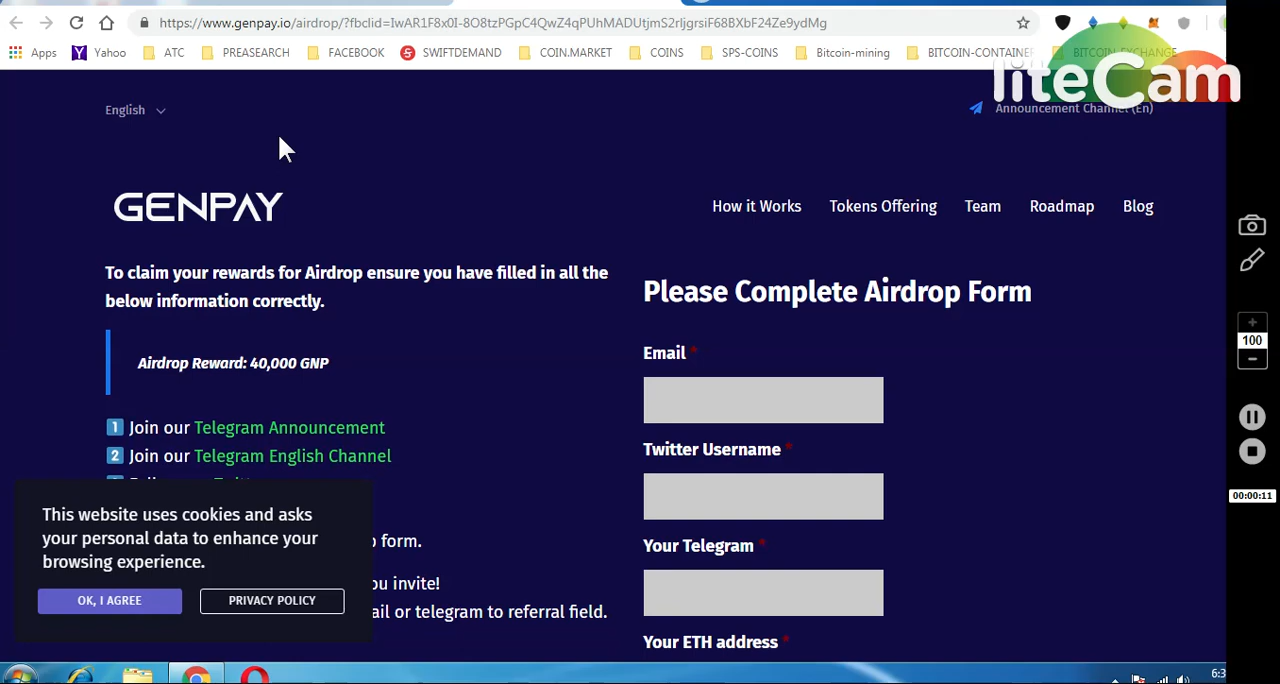 https://www.genpay.io/airdrop/?fbclid=IwAR1F8x0I-8O8tzPGpC4QwZ4qPUhMADUtjmS2rljgrsiF68BXbF24Ze9ydMg
Apps Yahoo ATC PREASEARCH FACEBOOK SWIFTDEMAND COIN.MARKET COINS SPS-COINS Bitcoin-mining BITCOIN-CONTAINER BITCOIN-EXCHANGE
liteCam
English
Announcement Channel (En)
GENPAY
How it Works Tokens Offering Team Roadmap Blog
To claim your rewards for Airdrop ensure you have filled in all the
below information correctly.
Airdrop Reward: 40,000 GNP
1 Join our Telegram Announcement
2 Join our Telegram English Channel
form.
you invite!
or telegram to referral field.
This website uses cookies and asks
your personal data to enhance your
browsing experience.
OK, I AGREE
PRIVACY POLICY
Please Complete Airdrop Form
Email *
Twitter Username *
Your Telegram *
Your ETH address *
100
00:00:11